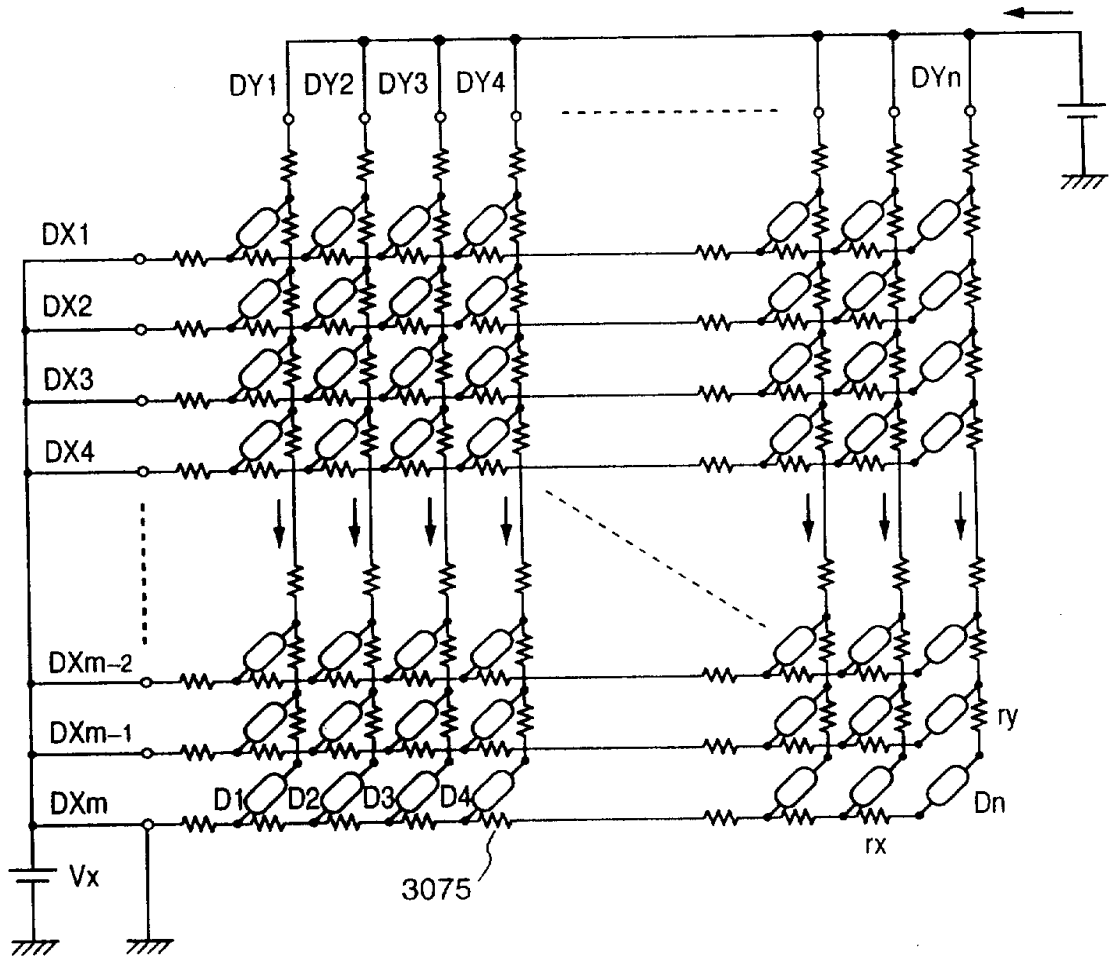 DY1 DY2 DY3 DY4 DYn
DX1
DX2
DX3
DX4
DXm-2
DXm-1
ry
DXm D1 D2 D3 D4 Dn
rx
Vx
3075